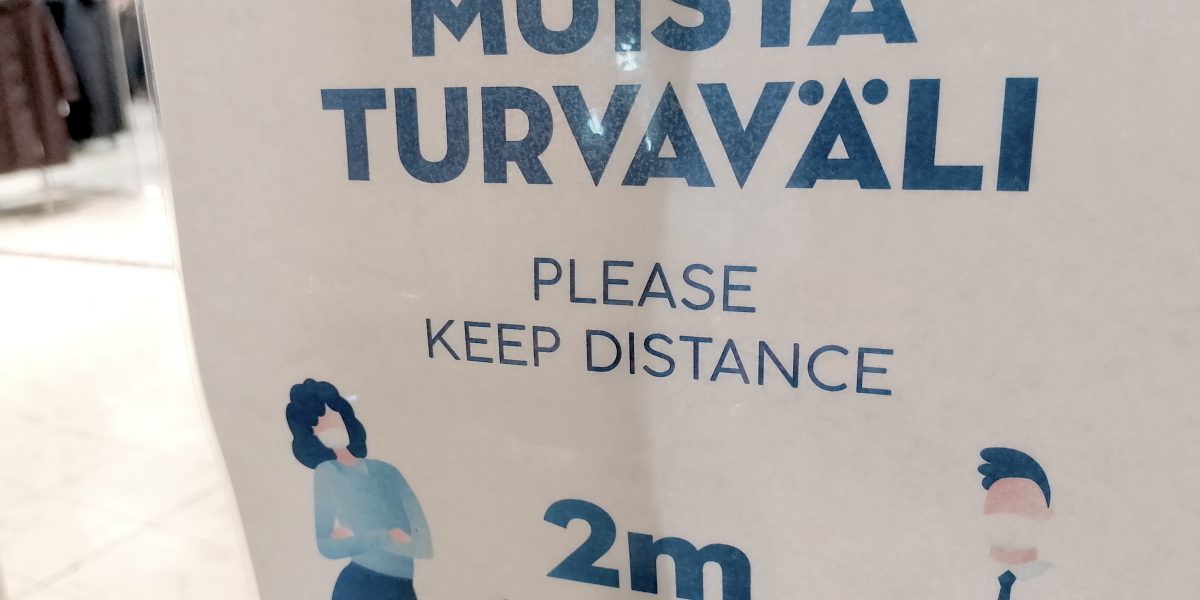 MUISTA
TURVAVÄLI
PLEASE
KEEP DISTANCE
2m